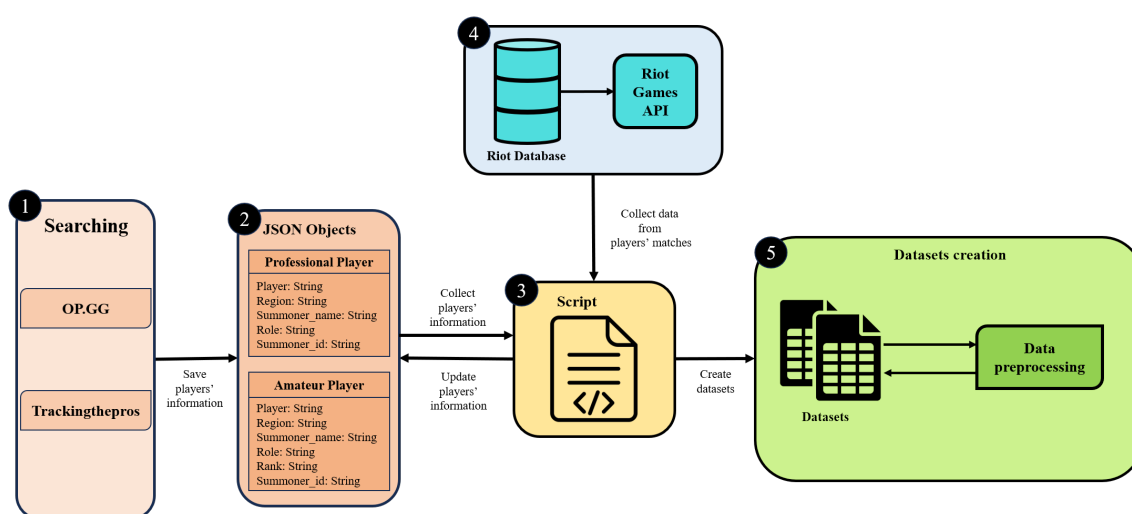 1
Searching
OP.GG
Trackingthepros
Save
players'
information
2
JSON Objects
Professional Player
Player: String
Region: String
Summoner_name: String
Role: String
Summoner_id: String
Amateur Player
Player: String
Region: String
Summoner_name: String
Role: String
Rank: String
Summoner_id: String
Collect
players'
information
Update
players'
information
3
Script
</>
4
Riot Database
Riot
Games
API
Collect data
from
players' matches
Create
datasets
5
Datasets creation
Datasets
Data
preprocessing